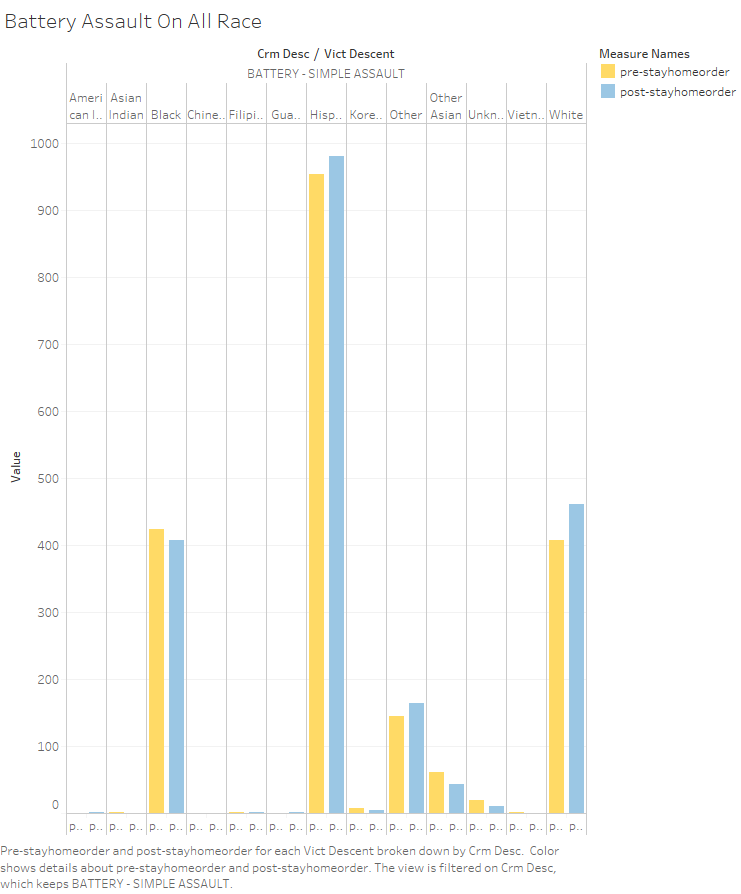 Battery Assault On All Race
Crm Desc / Vict Descent
BATTERY - SIMPLE ASSAULT
Ameri
can I..
Asian
Indian
Black
Chine..
Filipi..
Gua..
Hisp..
Kore..
Other
Other
Asian
Unkn..
Vietn..
White
Measure Names
pre-stayhomeorder
post-stayhomeorder
1000
900
800
700
600
500
400
300
200
100
0
Value
p.. p.. p.. p.. p.. p.. p.. p.. p.. p.. p.. p.. p.. p.. p.. p.. p.. p.. p.. p.. p.. p.. p.. p.. p.. p..
Pre-stayhomeorder and post-stayhomeorder for each Vict Descent broken down by Crm Desc. Color
shows details about pre-stayhomeorder and post-stayhomeorder. The view is filtered on Crm Desc,
which keeps BATTERY - SIMPLE ASSAULT.